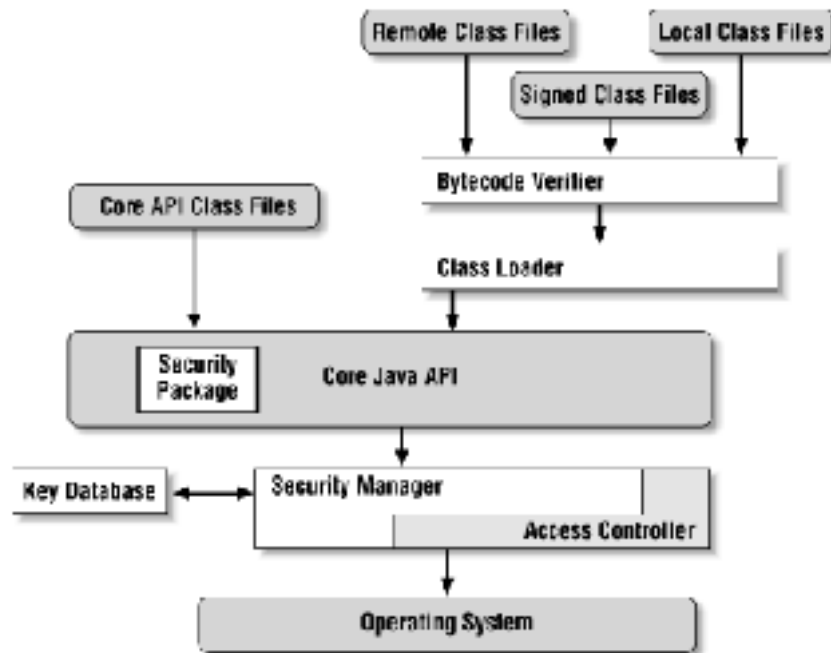 Remote Class Files
Local Class Files
Signed Class Files
Bytecode Verifier
Core API Class Files
Class Loader
Security
Package
Core Java API
Key Database
Security Manager
Access Controller
Operating System